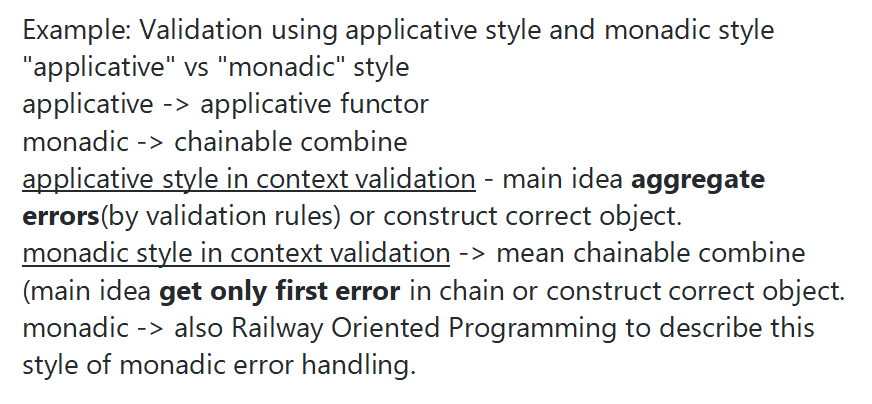 Example: Validation using applicative style and monadic style
"applicative" vs "monadic" style
applicative -> applicative functor
monadic -> chainable combine
applicative style in context validation - main idea aggregate
errors(by validation rules) or construct correct object.
monadic style in context validation -> mean chainable combine
(main idea get only first error in chain or construct correct object.
monadic -> also Railway Oriented Programming to describe this
style of monadic error handling.